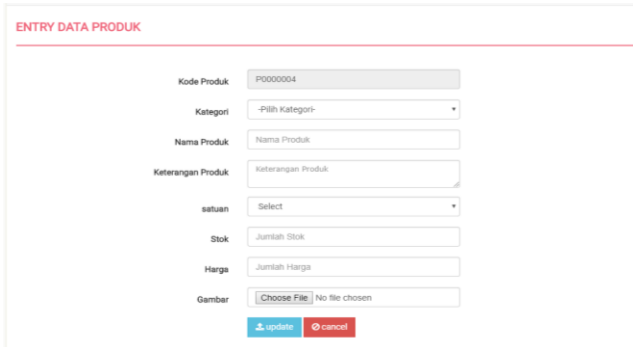 ENTRY DATA PRODUK
Kode Produk P0000004
Kategori -Pilih Kategori-
Nama Produk Nama Produk
Keterangan Produk Keterangan Produk
satuan Select
Stok Jumlah Stok
Harga Jumlah Harga
Gambar Choose File No file chosen
update cancel